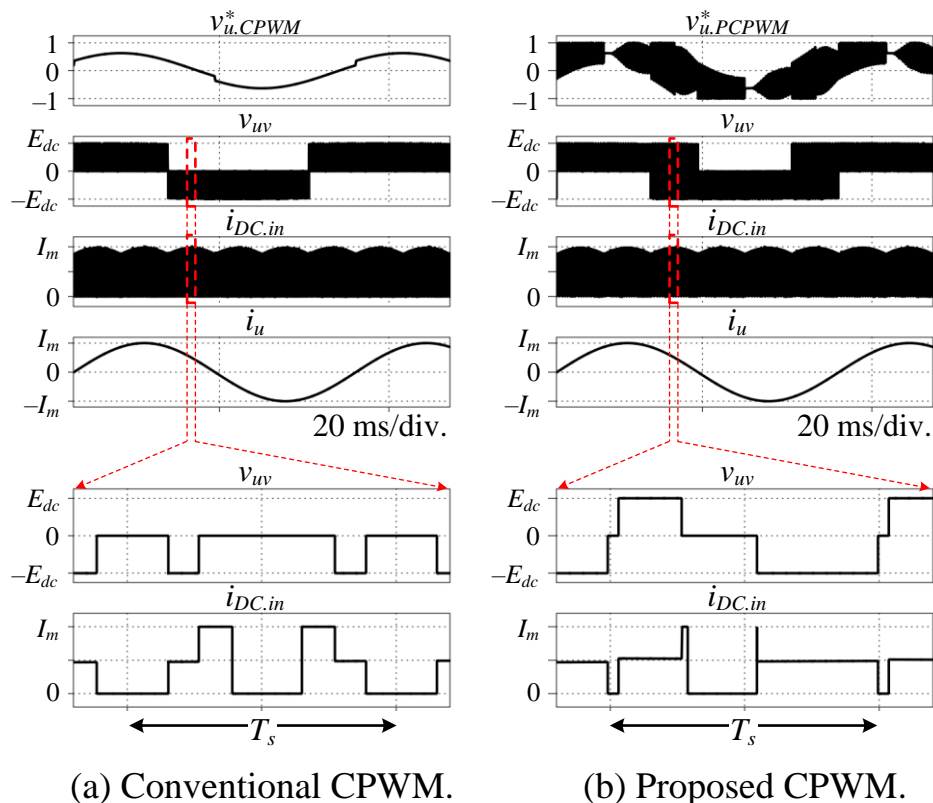 v*u.CPWM
1
0
−1
vuv
Edc
0
−Edc
iDC.in
Im
0
iu
Im
0
−Im
20 ms/div.
vuv
Edc
0
−Edc
iDC.in
Im
0
Ts
(a) Conventional CPWM.
v*u.PCPWM
1
0
−1
vuv
Edc
0
−Edc
iDC.in
Im
0
iu
Im
0
−Im
20 ms/div.
vuv
Edc
0
−Edc
iDC.in
Im
0
Ts
(b) Proposed CPWM.